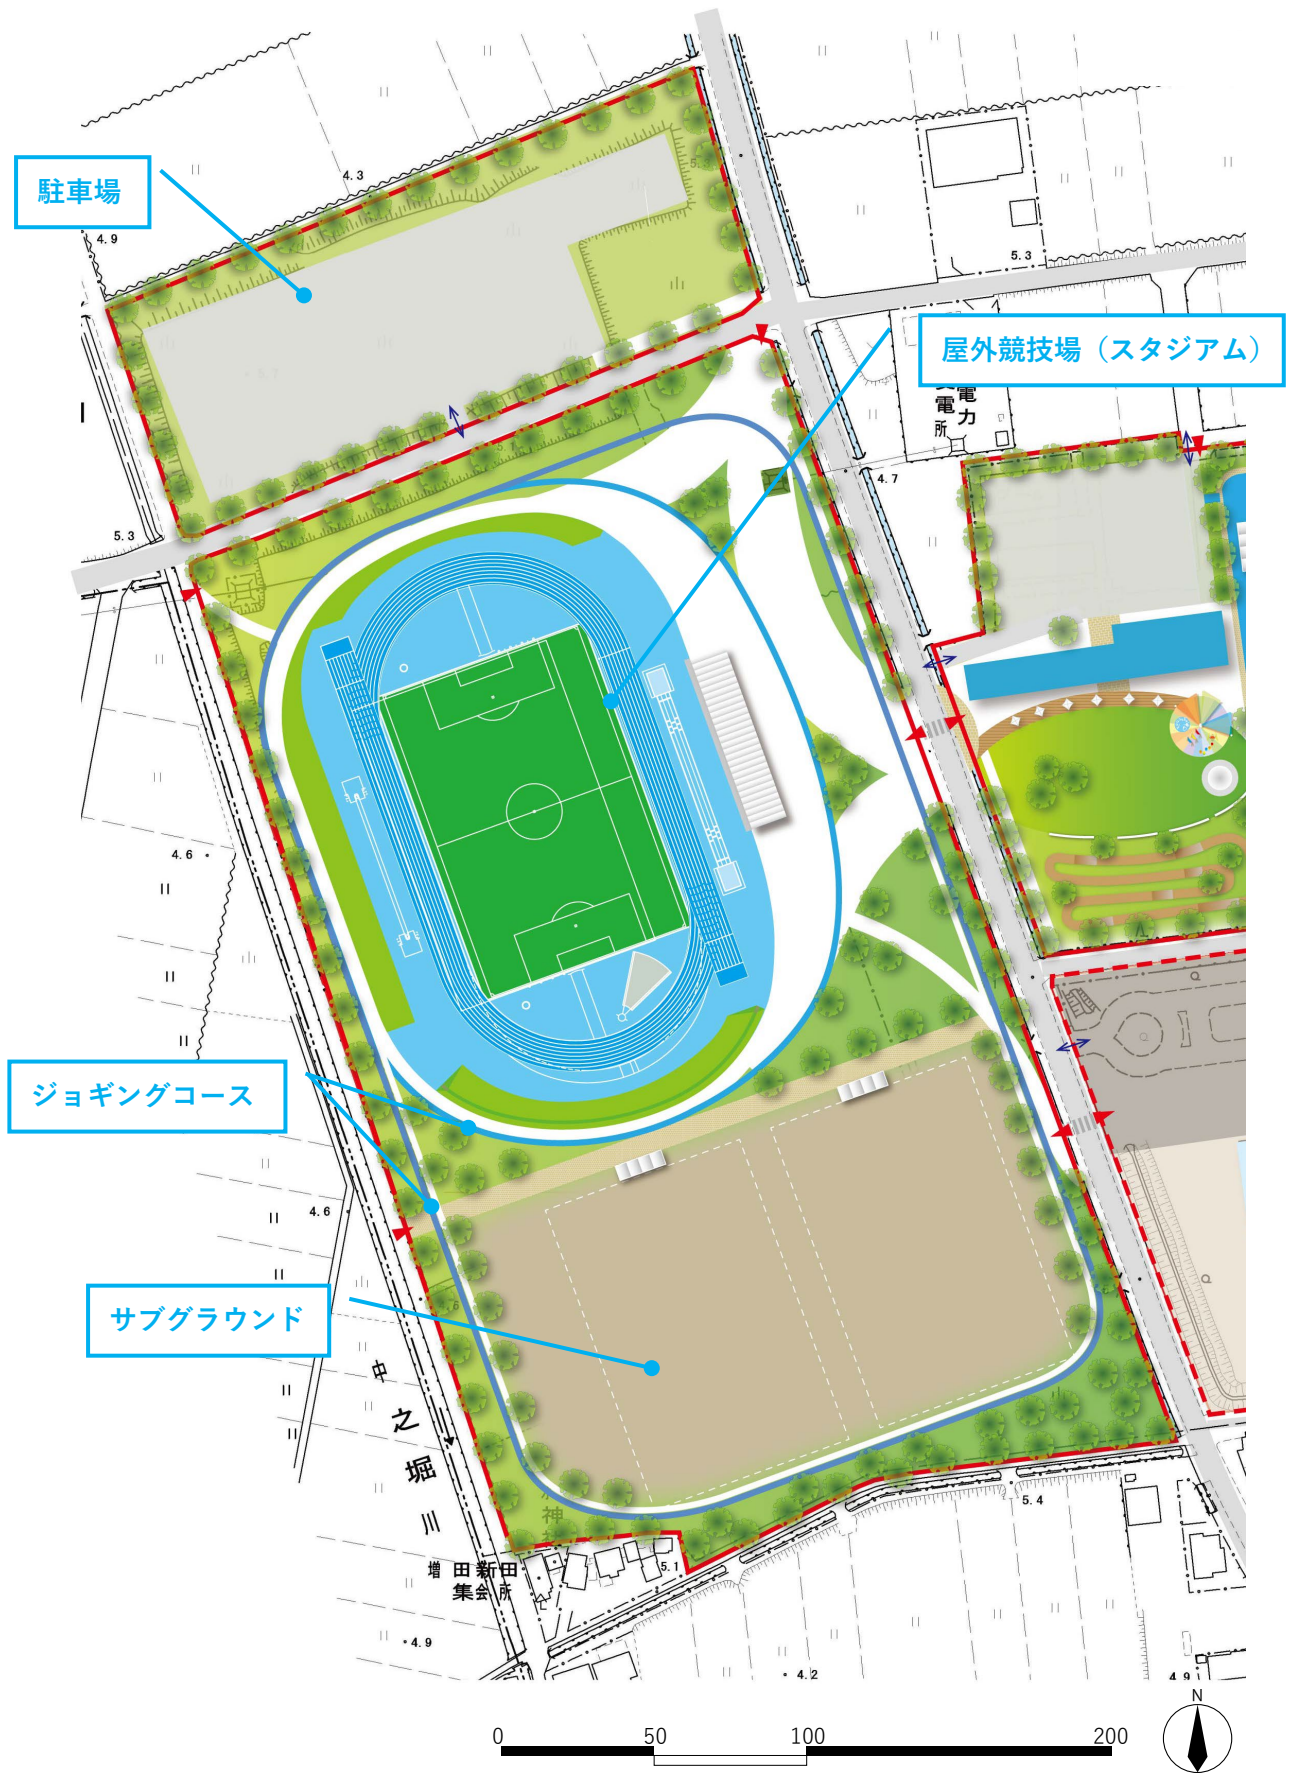 駐車場
4.3
4.9
5.3
5.3
屋外競技場（スタジアム）
電力
変電所
4.7
5.3
4.6
ジョギングコース
4.6
サブグラウンド
中之堀川
神
5.4
増田新田
集会所
5.1
4.9
4.2
4.9
N
0
50
100
200